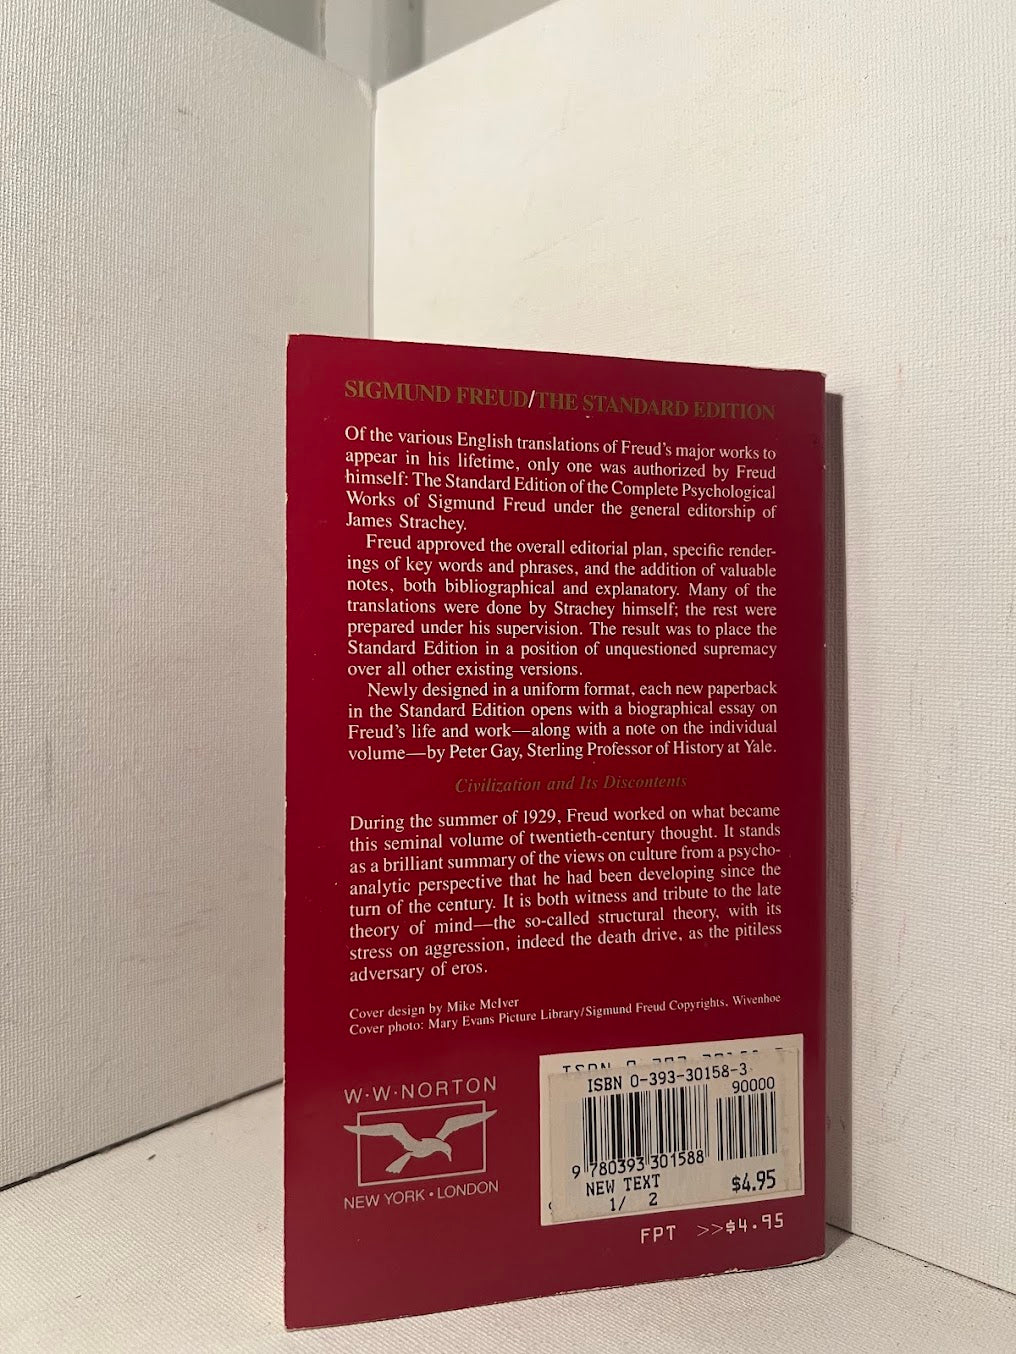 SIGMUND FREUD/THE STANDARD EDITION
Of the various English translations of Freud's major works to
appear in his lifetime, only one was authorized by Freud
himself: The Standard Edition of the Complete Psychological
Works of Sigmund Freud under the general editorship of
James Strachey.
Freud approved the overall editorial plan, specific render-
ings of key words and phrases, and the addition of valuable
notes, both bibliographical and explanatory. Many of the
translations were done by Strachey himself; the rest were
prepared under his supervision. The result was to place the
Standard Edition in a position of unquestioned supremacy
over all other existing versions.
Newly designed in a uniform format, each new paperback
in the Standard Edition opens with a biographical essay on
Freud's life and work—along with a note on the individual
volume—by Peter Gay, Sterling Professor of History at Yale.
Civilization and Its Discontents
During the summer of 1929, Freud worked on what became
this seminal volume of twentieth-century thought. It stands
as a brilliant summary of the views on culture from a psycho-
analytic perspective that he had been developing since the
turn of the century. It is both witness and tribute to the late
theory of mind—the so-called structural theory, with its
stress on aggression, indeed the death drive, as the pitiless
adversary of eros.
Cover design by Mike McIver
Cover photo: Mary Evans Picture Library/Sigmund Freud Copyrights, Wivenhoe
W·W·NORTON
NEW YORK · LONDON
ISBN 0-393-30158-3
90000
9 780393 301588
NEW TEXT $4.95
1/ 2
FPT >>$4.95